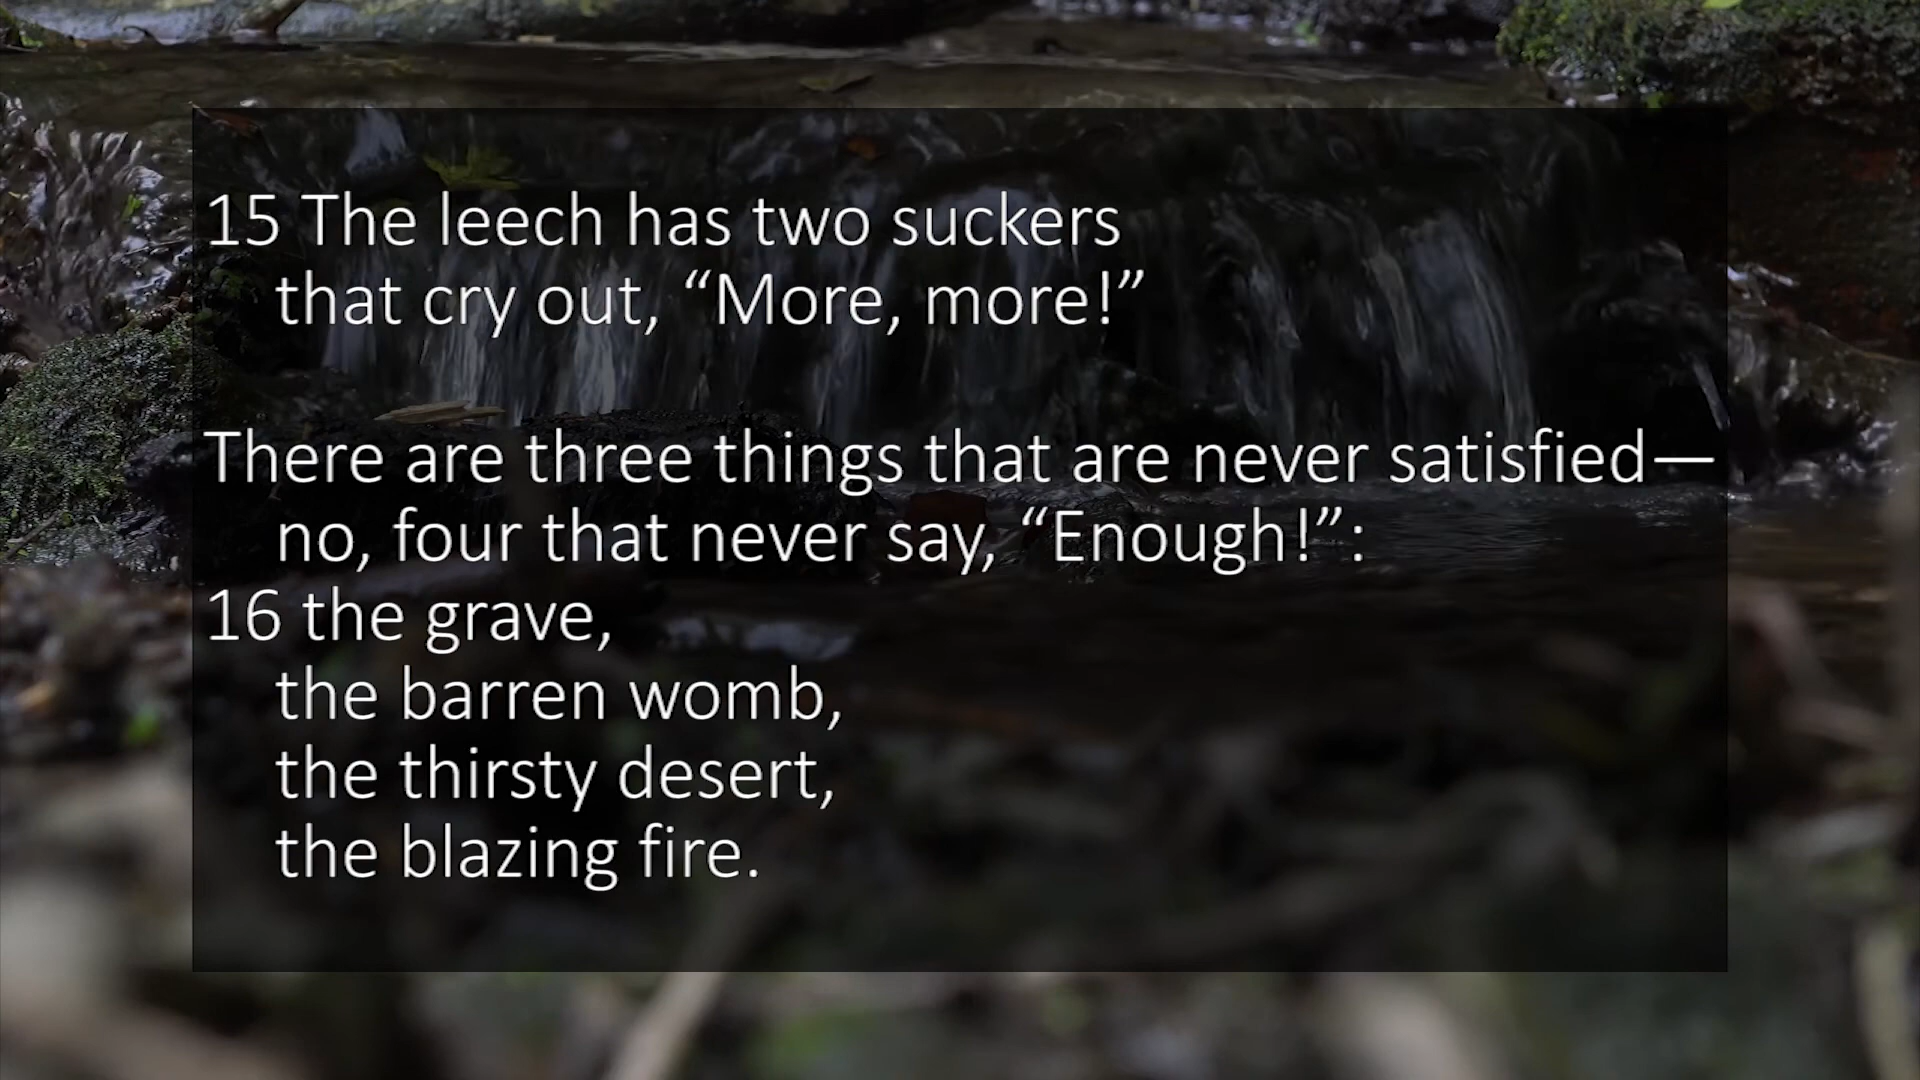 15 The leech has two suckers
that cry out, “More, more!”
There are three things that are never satisfied—
no, four that never say, “Enough!”:
16 the grave,
the barren womb,
the thirsty desert,
the blazing fire.